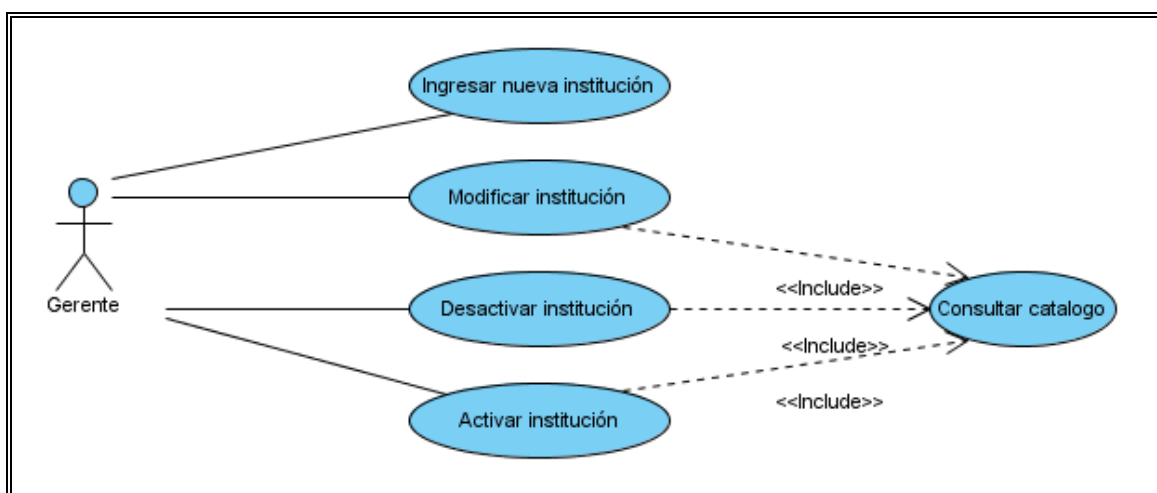 Ingresar nueva institución
Modificar institución
Gerente
<<Include>>
Desactivar institución
Consultar catalogo
<<Include>>
Activar institución
<<Include>>